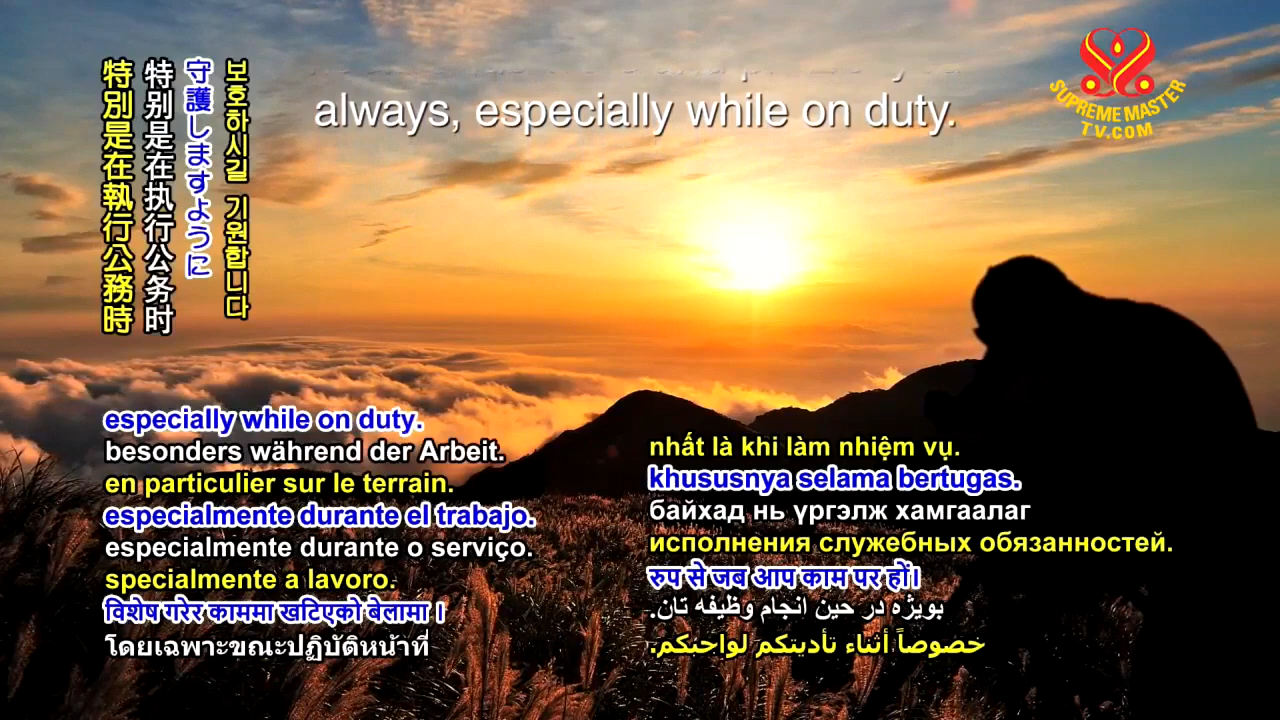 always, especially while on duty.
SUPREME MASTER
TV.COM
特別是在執行公務時
特别是在执行公务时
守護しますように
보호하시길 기원합니다
especially while on duty.
besonders während der Arbeit.
en particulier sur le terrain.
especialmente durante el trabajo.
especialmente durante o serviço.
specialmente a lavoro.
विशेष गरेर काममा खटिएको बेलामा ।
โดยเฉพาะขณะปฏิบัติหน้าที่
nhất là khi làm nhiệm vụ.
khususnya selama bertugas.
байхад нь үргэлж хамгаалаг
исполнения служебных обязанностей.
रुप से जब आप काम पर हों।
بویژه در حین انجام وظیفه تان.
خصوصاً أثناء تأديتكم لواجبكم.